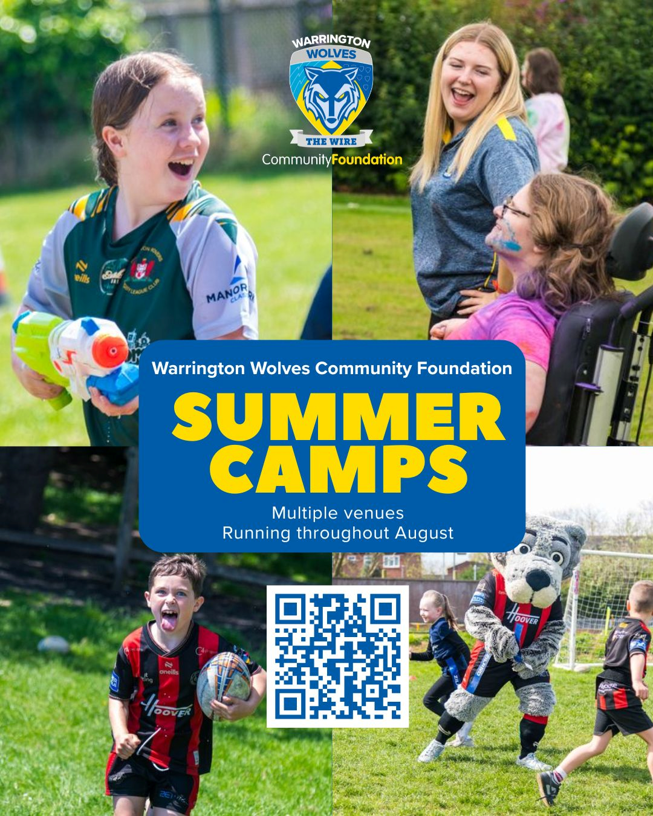 WARRINGTON
WOLVES
THE WIRE
CommunityFoundation
MANOR
Warrington Wolves Community Foundation
SUMMER
CAMPS
Multiple venues
Running throughout August
HOOVER
HOOVER